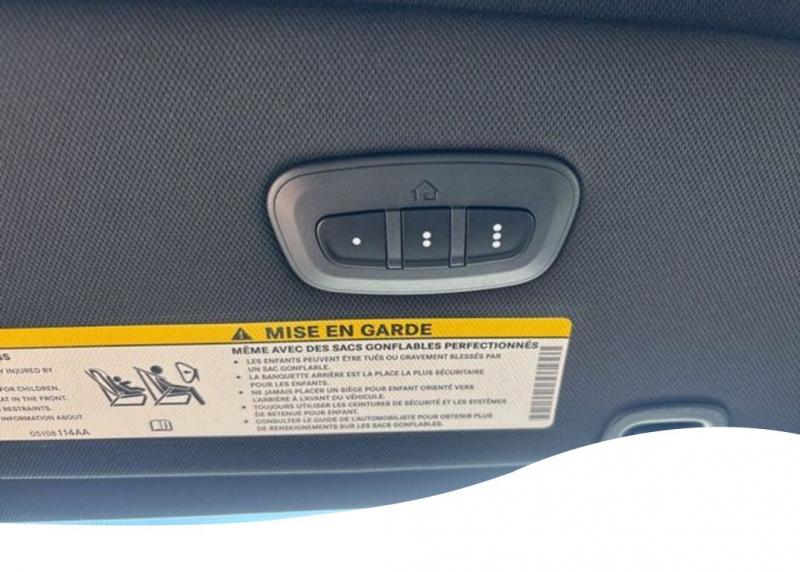 MISE EN GARDE
MÊME AVEC DES SACS GONFLABLES PERFECTIONNÉS
• LES ENFANTS PEUVENT ÊTRE TUÉS OU GRAVEMENT BLESSÉS PAR
UN SAC GONFLABLE.
• LA BANQUETTE ARRIÈRE EST LA PLACE LA PLUS SÉCURITAIRE
POUR LES ENFANTS.
• NE JAMAIS PLACER UN SIÈGE POUR ENFANT ORIENTÉ VERS
L'ARRIÈRE À L'AVANT DU VÉHICULE.
• TOUJOURS UTILISER LES CEINTURES DE SÉCURITÉ ET LES SYSTÈMES
DE RETENUE POUR ENFANT.
• CONSULTER LE GUIDE DE L'AUTOMOBILISTE POUR OBTENIR PLUS
DE RENSEIGNEMENTS SUR LES SACS GONFLABLES.
INJURED BY
FOR CHILDREN.
AT IN THE FRONT.
RESTRAINTS.
INFORMATION ABOUT
05108114AA